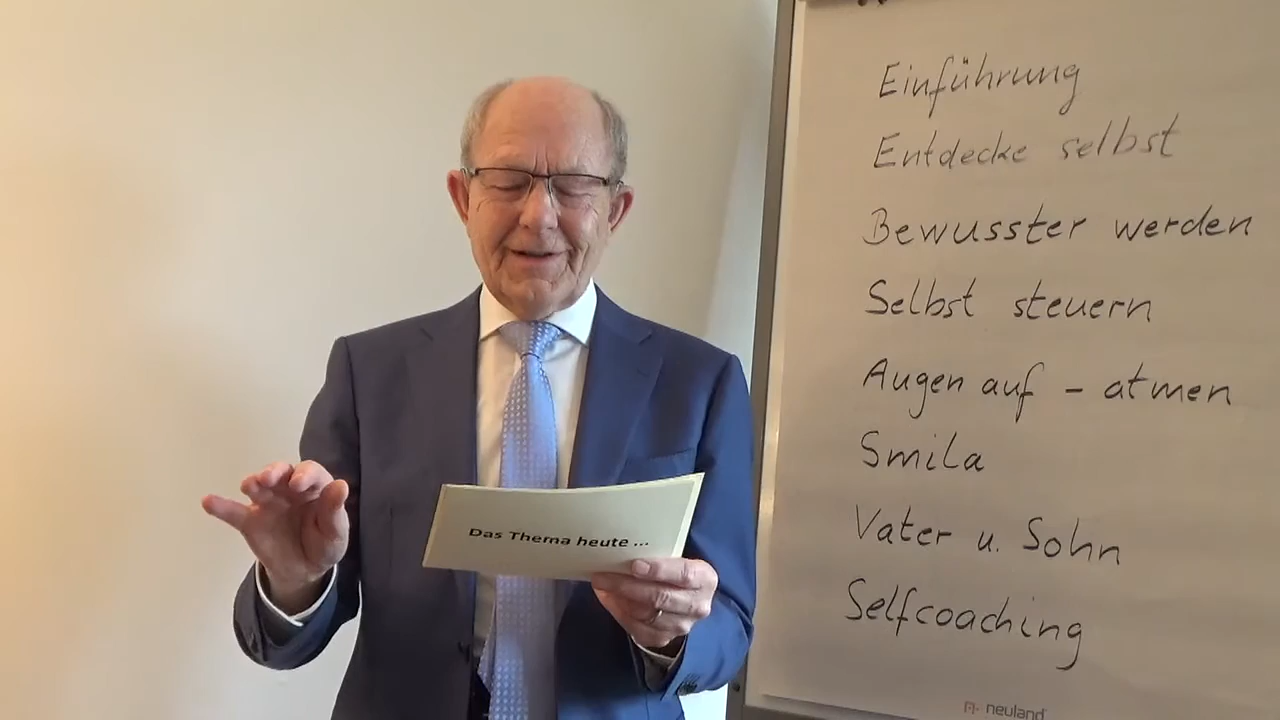 Einführung
Entdecke selbst
Bewusster werden
Selbst steuern
Augen auf - atmen
Smila
Vater u. Sohn
Selfcoaching
Das Thema heute ...
neuland